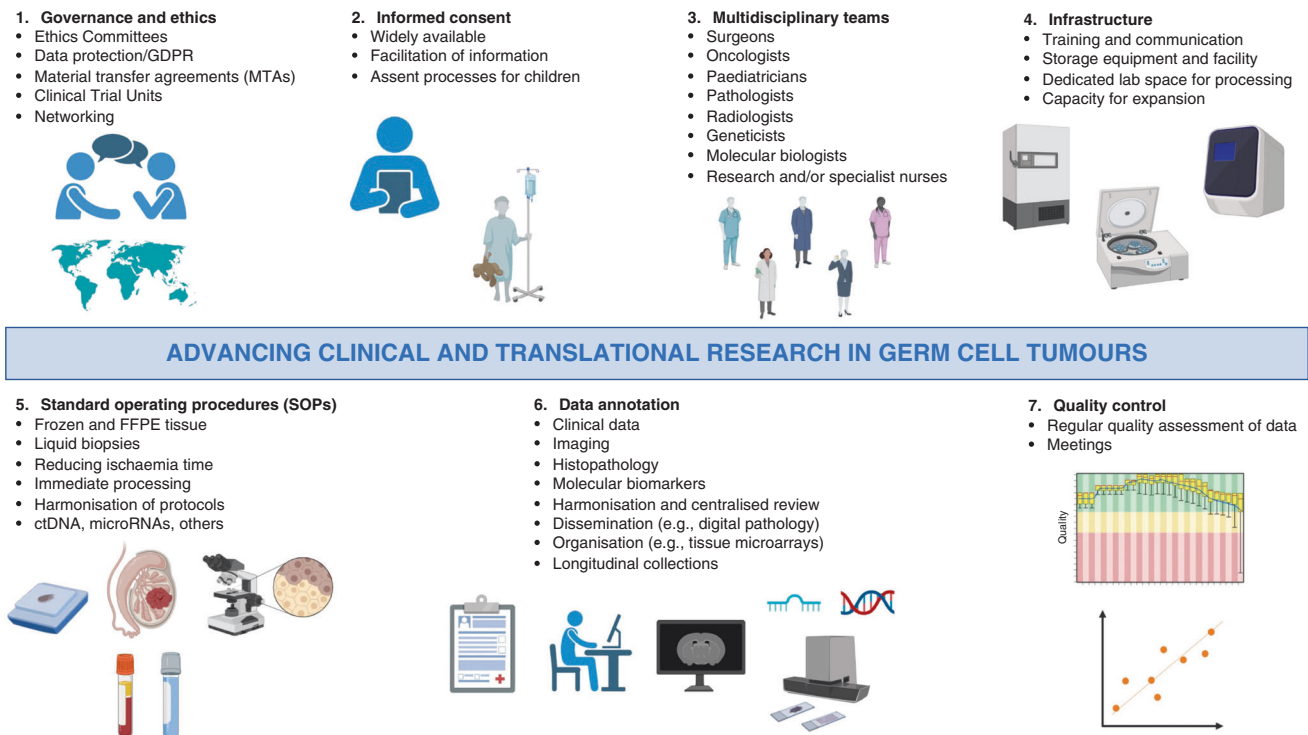 1. Governance and ethics
• Ethics Committees
• Data protection/GDPR
• Material transfer agreements (MTAs)
• Clinical Trial Units
• Networking
2. Informed consent
• Widely available
• Facilitation of information
• Assent processes for children
3. Multidisciplinary teams
• Surgeons
• Oncologists
• Paediatricians
• Pathologists
• Radiologists
• Geneticists
• Molecular biologists
• Research and/or specialist nurses
4. Infrastructure
• Training and communication
• Storage equipment and facility
• Dedicated lab space for processing
• Capacity for expansion
ADVANCING CLINICAL AND TRANSLATIONAL RESEARCH IN GERM CELL TUMOURS
5. Standard operating procedures (SOPs)
• Frozen and FFPE tissue
• Liquid biopsies
• Reducing ischaemia time
• Immediate processing
• Harmonisation of protocols
• ctDNA, microRNAs, others
6. Data annotation
• Clinical data
• Imaging
• Histopathology
• Molecular biomarkers
• Harmonisation and centralised review
• Dissemination (e.g., digital pathology)
• Organisation (e.g., tissue microarrays)
• Longitudinal collections
7. Quality control
• Regular quality assessment of data
• Meetings
Quality